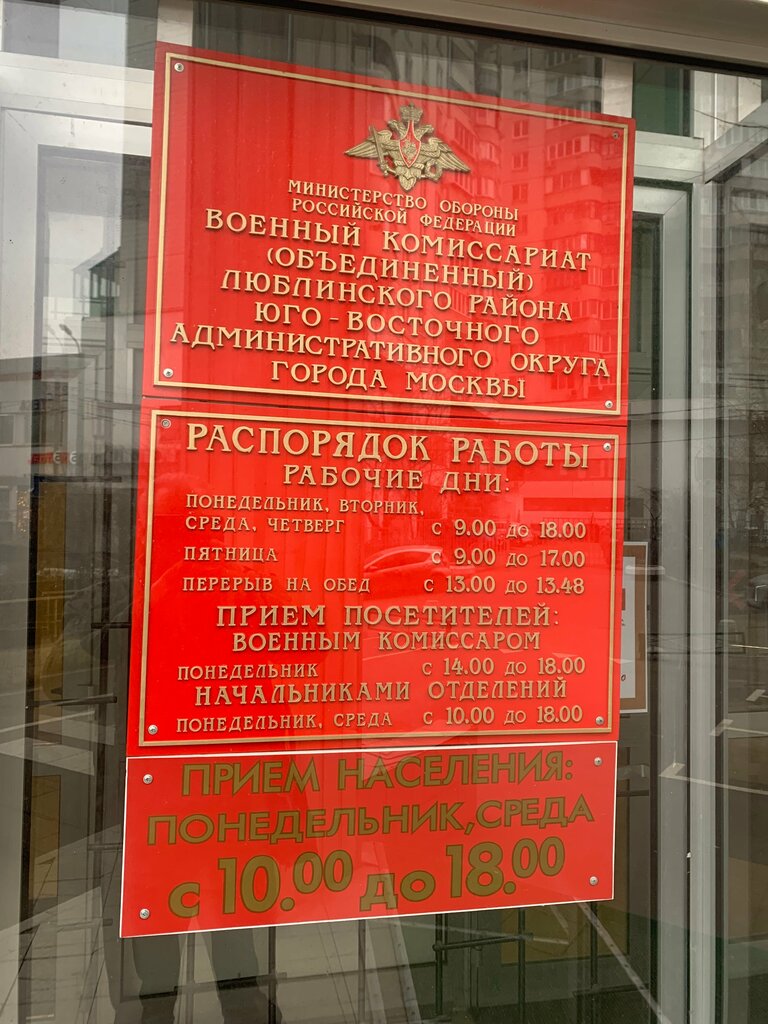 МИНИСТЕРСТВО ОБОРОНЫ
РОССИЙСКОЙ ФЕДЕРАЦИИ
ВОЕННЫЙ КОМИССАРИАТ
(ОБЪЕДИНЕННЫЙ)
ЛЮБЛИНСКОГО РАЙОНА
ЮГО-ВОСТОЧНОГО
АДМИНИСТРАТИВНОГО ОКРУГА
ГОРОДА МОСКВЫ
РАСПОРЯДОК РАБОТЫ
РАБОЧИЕ ДНИ:
ПОНЕДЕЛЬНИК, ВТОРНИК,
СРЕДА, ЧЕТВЕРГ С 9.00 ДО 18.00
ПЯТНИЦА С 9.00 ДО 17.00
ПЕРЕРЫВ НА ОБЕД С 13.00 ДО 13.48
ПРИЕМ ПОСЕТИТЕЛЕЙ:
ВОЕННЫМ КОМИССАРОМ
ПОНЕДЕЛЬНИК С 14.00 ДО 18.00
НАЧАЛЬНИКАМИ ОТДЕЛЕНИЙ
ПОНЕДЕЛЬНИК, СРЕДА С 10.00 ДО 18.00
ПРИЕМ НАСЕЛЕНИЯ:
ПОНЕДЕЛЬНИК, СРЕДА
С 10.00 ДО 18.00